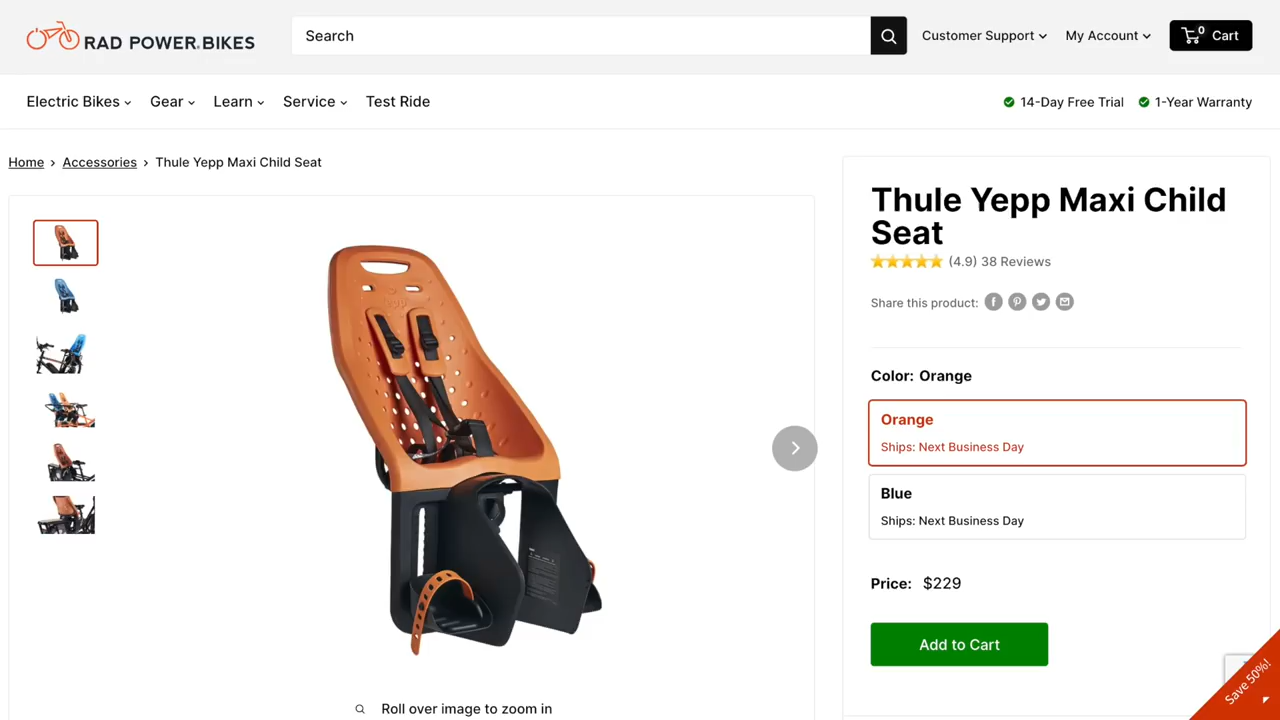 RAD POWER BIKES
Search
Customer Support
My Account
0
Cart
Electric Bikes
Gear
Learn
Service
Test Ride
14-Day Free Trial
1-Year Warranty
Home > Accessories > Thule Yepp Maxi Child Seat
Thule Yepp Maxi Child
Seat
(4.9) 38 Reviews
Share this product:
Color: Orange
Orange
Ships: Next Business Day
Blue
Ships: Next Business Day
Price: $229
Add to Cart
Save 50%!
Roll over image to zoom in